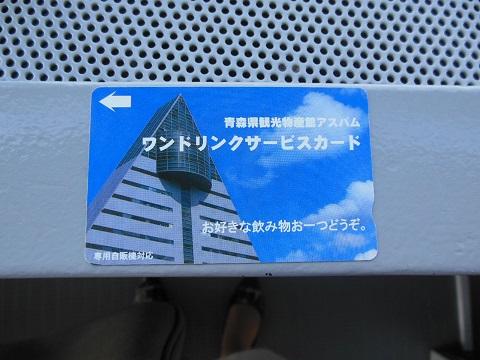 青森県観光物産館アスパム
ワンドリンクサービスカード
お好きな飲み物お一つどうぞ。
専用自販機対応